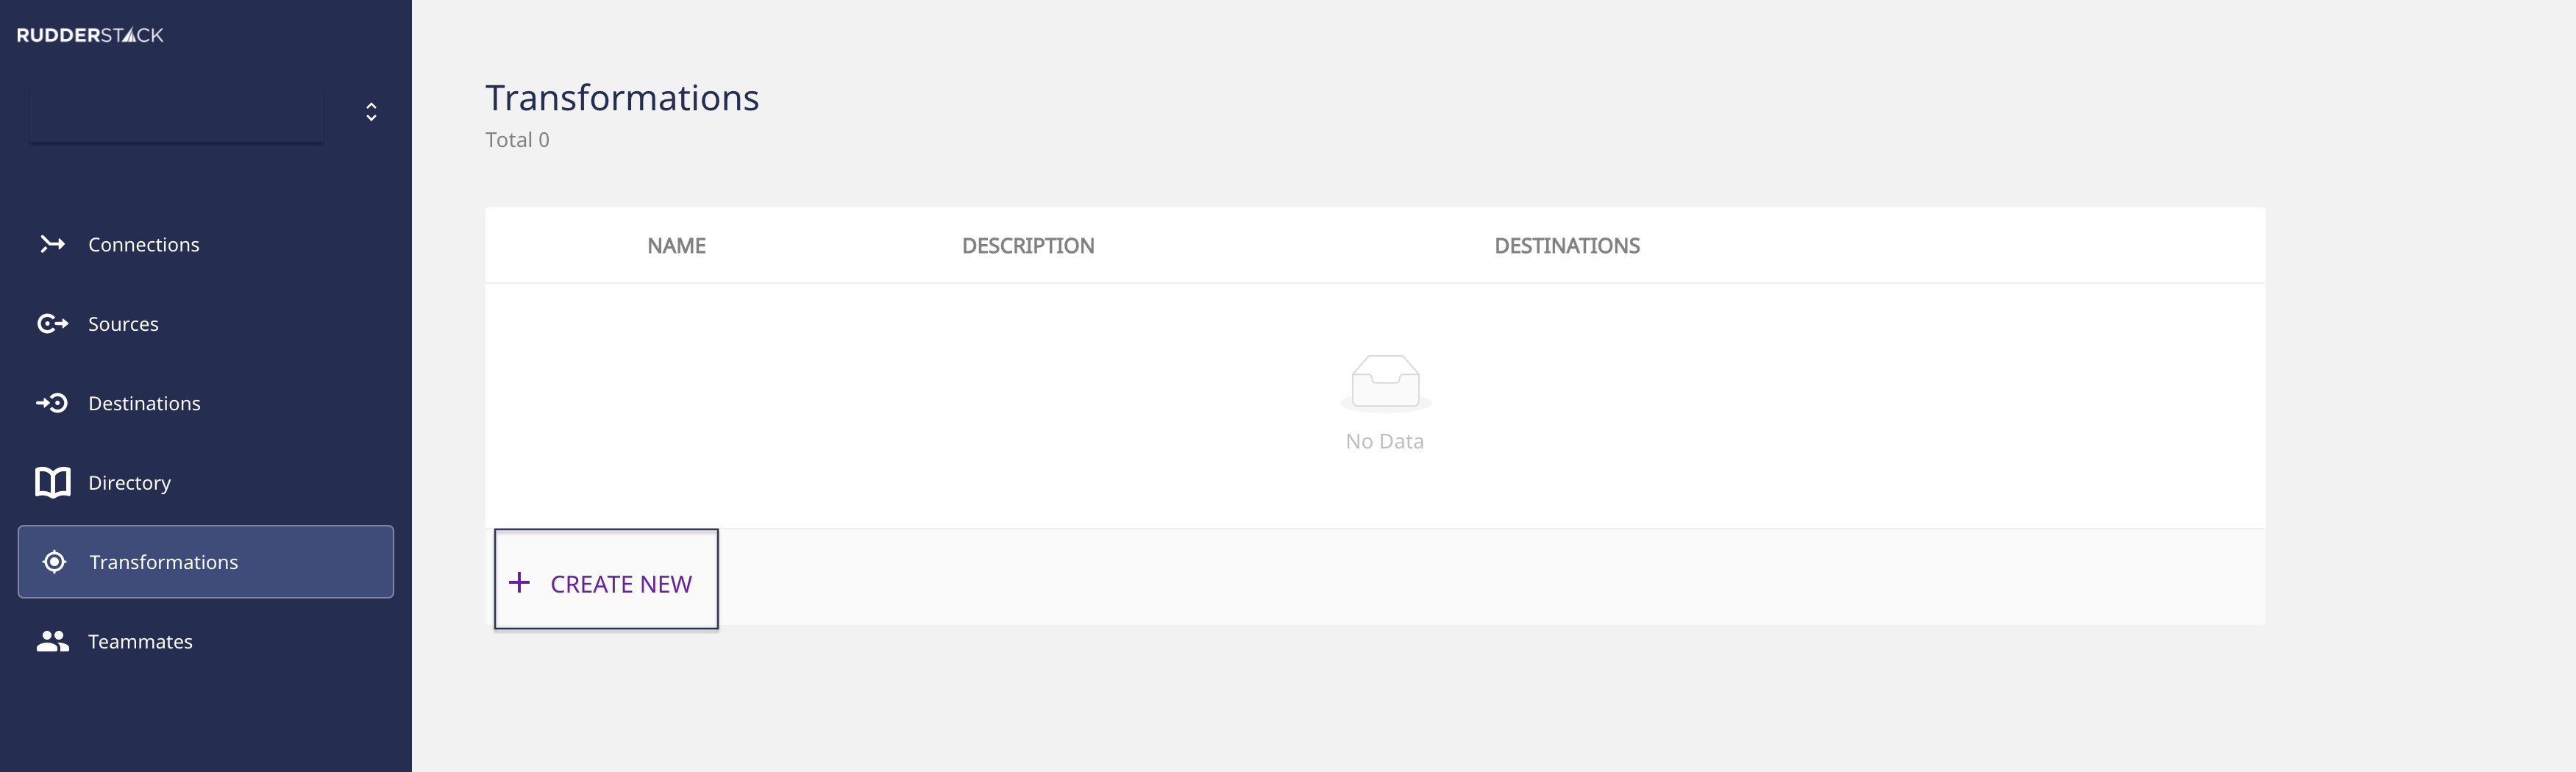 RUDDERSTACK
Connections
Sources
Destinations
Directory
Transformations
Teammates
Transformations
Total 0
NAME DESCRIPTION DESTINATIONS
No Data
+ CREATE NEW